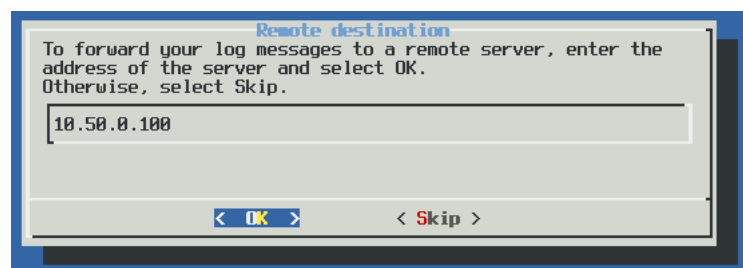 Remote destination
To forward your log messages to a remote server, enter the
address of the server and select OK.
Otherwise, select Skip.
10.50.0.100
< OK > < Skip >